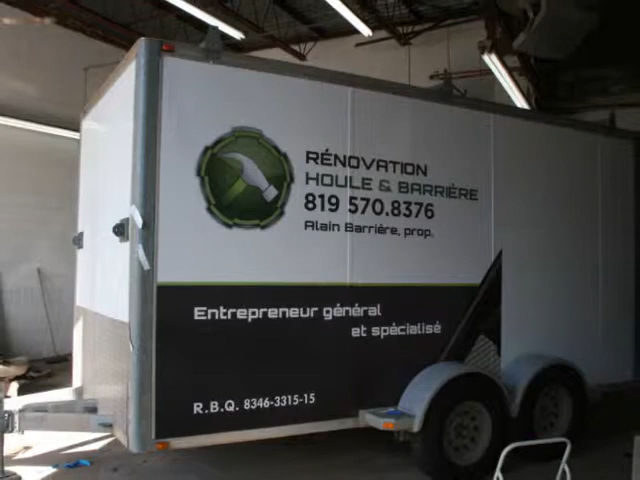 RÉNOVATION
HOULE & BARRIÈRE
819 570.8376
Alain Barrière, prop.
Entrepreneur général
et spécialisé
R.B.Q. 8346-3315-15